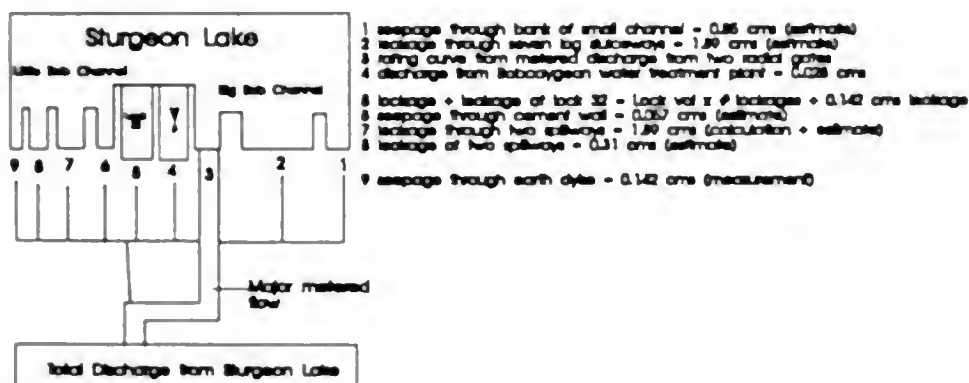 Sturgeon Lake
Little Bob Channel
Big Bob Channel
9 8 7 6 5 4 3 2 1
1 seepage through bank of small channel = 0.85 cms (estimate)
2 leakage through seven log sluiceways = 1.89 cms (estimate)
3 rating curve from metered discharge from two radial gates
4 discharge from Bobcaygeon water treatment plant = 0.028 cms
5 lockage + leakage of lock 32 = Lock vol x # lockages + 0.142 cms leakage
6 seepage through cement wall = 0.057 cms (estimate)
7 leakage through two spillways = 1.89 cms (calculation + estimate)
8 leakage of two spillways = 0.31 cms (estimate)
9 seepage through earth dykes = 0.142 cms (measurement)
Major metered
flow
Total Discharge from Sturgeon Lake